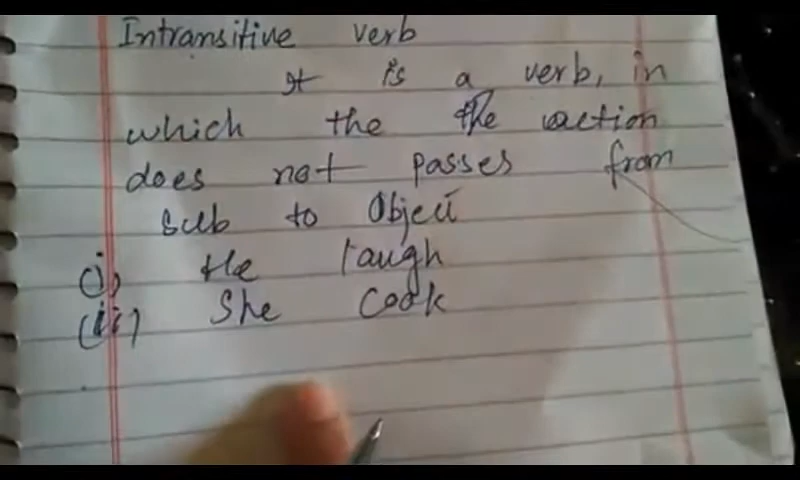 Intransitive verb
It is a verb, in
which the the action
does not passes from
sub to Object
(i) He laugh
(ii) She Cook